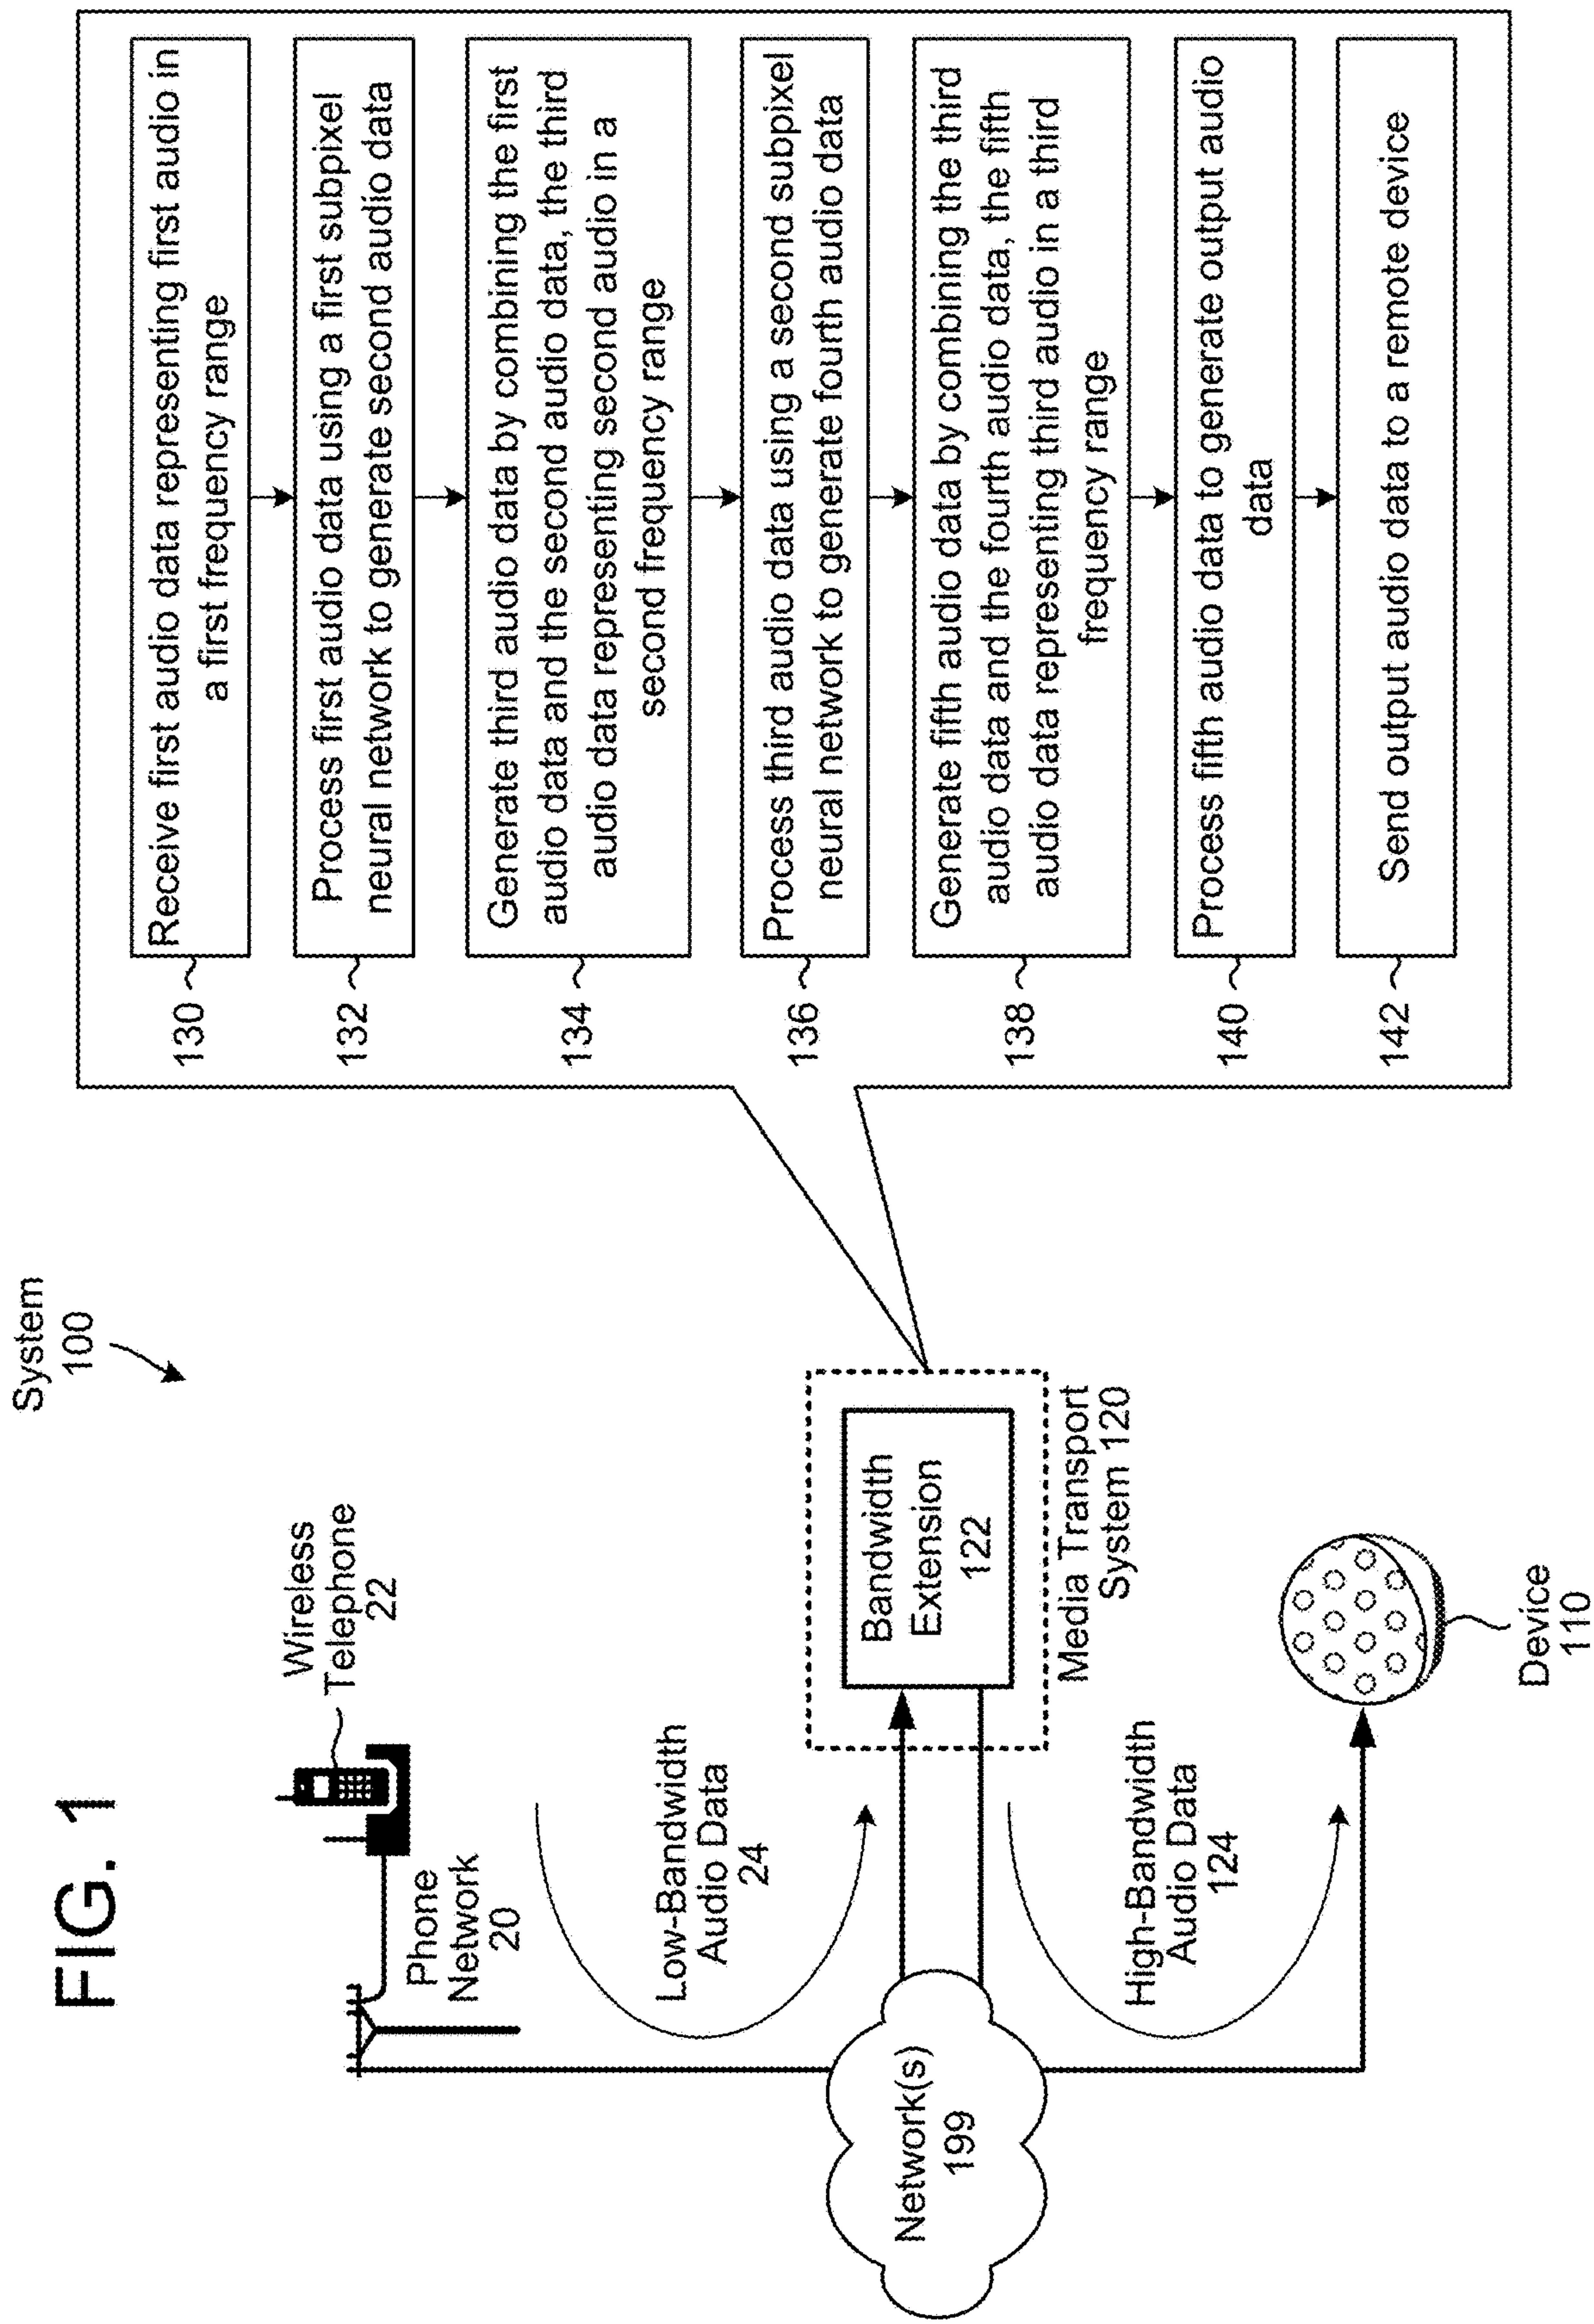 FIG. 1
System
100
Wireless
Telephone
22
Phone
Network
20
Low-Bandwidth
Audio Data
24
Network(s)
199
Bandwidth
Extension
122
Media Transport
System 120
High-Bandwidth
Audio Data
124
Device
110
130
Receive first audio data representing first audio in
a first frequency range
132
Process first audio data using a first subpixel
neural network to generate second audio data
134
Generate third audio data by combining the first
audio data and the second audio data, the third
audio data representing second audio in a
second frequency range
136
Process third audio data using a second subpixel
neural network to generate fourth audio data
138
Generate fifth audio data by combining the third
audio data and the fourth audio data, the fifth
audio data representing third audio in a third
frequency range
140
Process fifth audio data to generate output audio
data
142
Send output audio data to a remote device